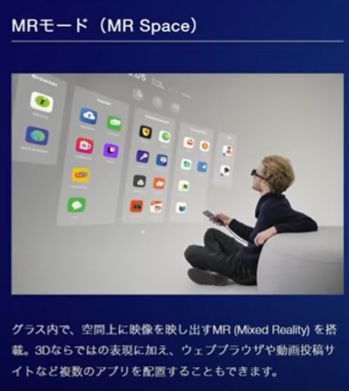 MRモード（MR Space）
グラス内で、空間上に映像を映し出すMR (Mixed Reality) を搭
載。3Dならではの表現に加え、ウェブブラウザや動画投稿サ
イトなど複数のアプリを配置することもできます。